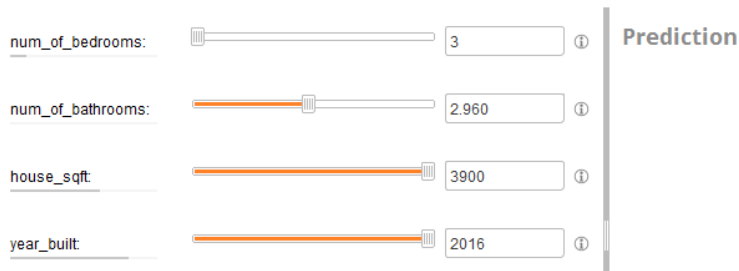 num_of_bedrooms: 3 Prediction
num_of_bathrooms: 2.960
house_sqft: 3900
year_built: 2016